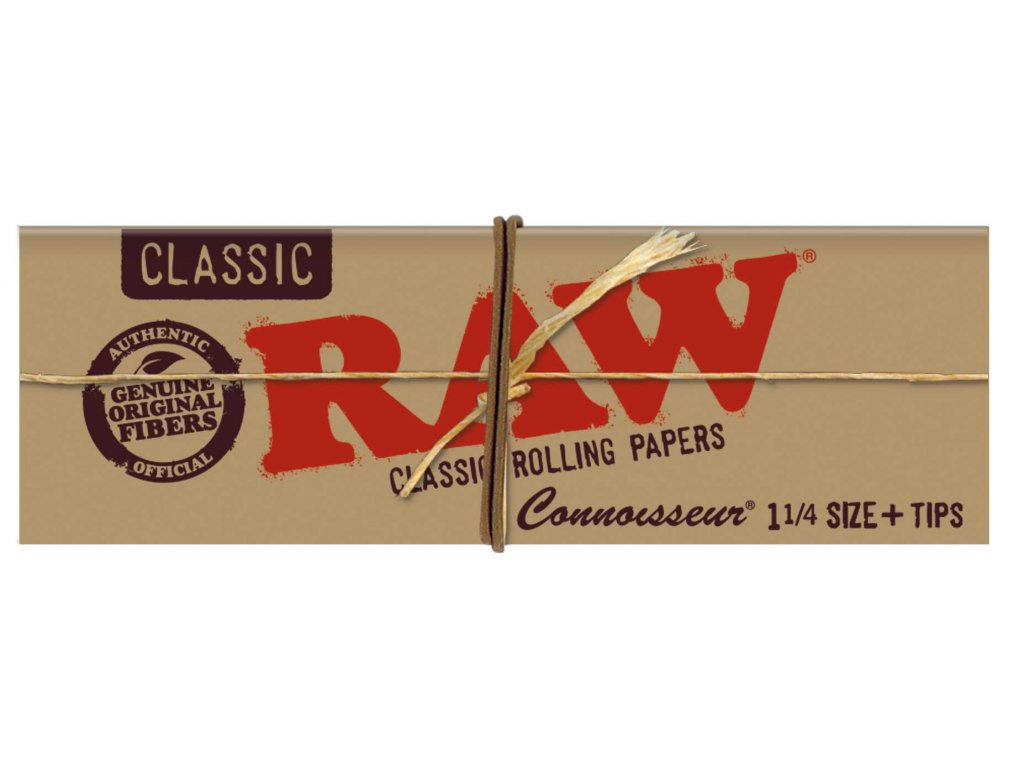 CLASSIC
RAW®
AUTHENTIC
GENUINE
ORIGINAL
FIBERS
OFFICIAL
CLASSIC ROLLING PAPERS
Connoisseur® 1 1/4 SIZE + TIPS